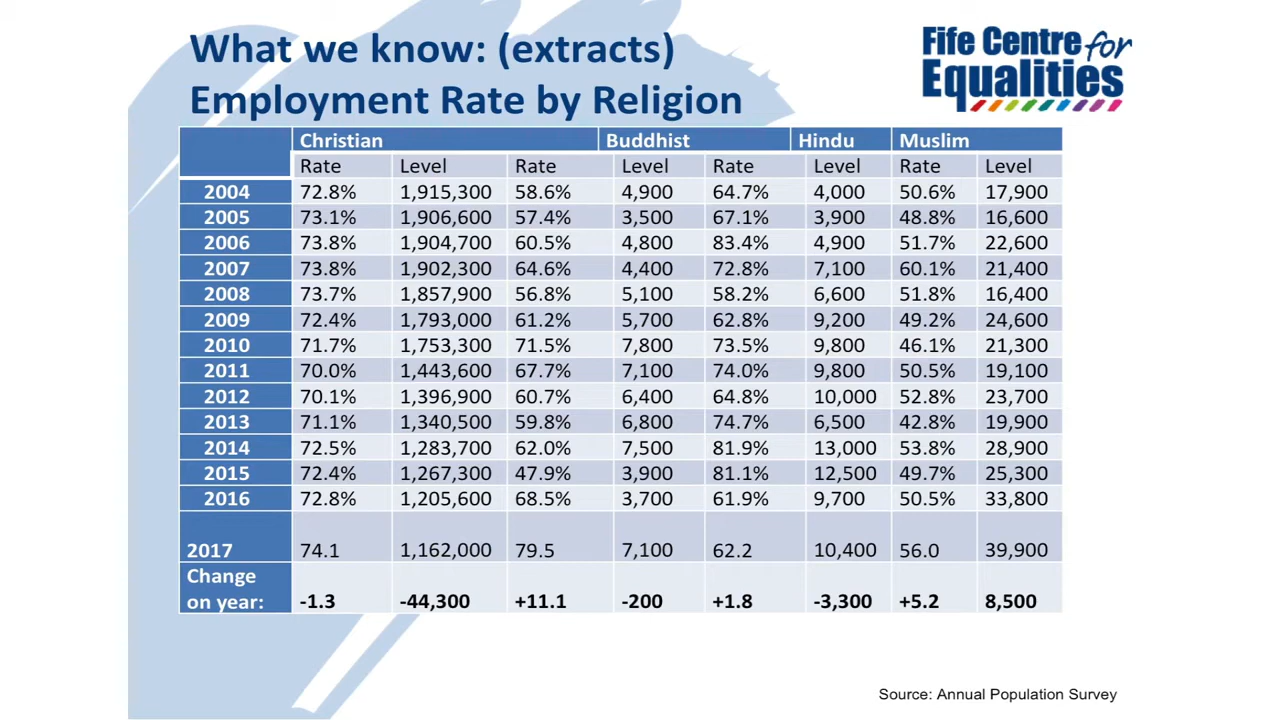 What we know: (extracts)
Employment Rate by Religion
Fife Centre for
Equalities
Christian Buddhist Hindu Muslim
Rate Level Rate Level Rate Level Rate Level
2004 72.8% 1,915,300 58.6% 4,900 64.7% 4,000 50.6% 17,900
2005 73.1% 1,906,600 57.4% 3,500 67.1% 3,900 48.8% 16,600
2006 73.8% 1,904,700 60.5% 4,800 83.4% 4,900 51.7% 22,600
2007 73.8% 1,902,300 64.6% 4,400 72.8% 7,100 60.1% 21,400
2008 73.7% 1,857,900 56.8% 5,100 58.2% 6,600 51.8% 16,400
2009 72.4% 1,793,000 61.2% 5,700 62.8% 9,200 49.2% 24,600
2010 71.7% 1,753,300 71.5% 7,800 73.5% 9,800 46.1% 21,300
2011 70.0% 1,443,600 67.7% 7,100 74.0% 9,800 50.5% 19,100
2012 70.1% 1,396,900 60.7% 6,400 64.8% 10,000 52.8% 23,700
2013 71.1% 1,340,500 59.8% 6,800 74.7% 6,500 42.8% 19,900
2014 72.5% 1,283,700 62.0% 7,500 81.9% 13,000 53.8% 28,900
2015 72.4% 1,267,300 47.9% 3,900 81.1% 12,500 49.7% 25,300
2016 72.8% 1,205,600 68.5% 3,700 61.9% 9,700 50.5% 33,800
2017 74.1 1,162,000 79.5 7,100 62.2 10,400 56.0 39,900
Change
on year: -1.3 -44,300 +11.1 -200 +1.8 -3,300 +5.2 8,500
Source: Annual Population Survey